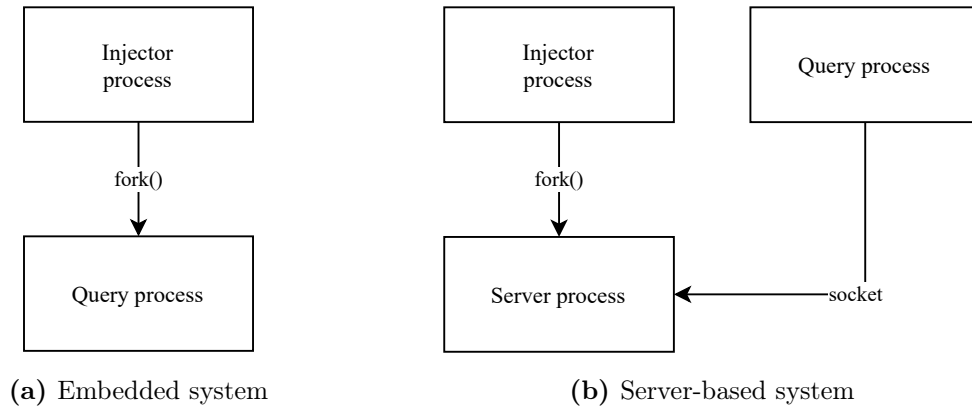 Injector
process
fork()
Query process
(a) Embedded system
Injector
process
Query process
fork()
Server process
socket
(b) Server-based system